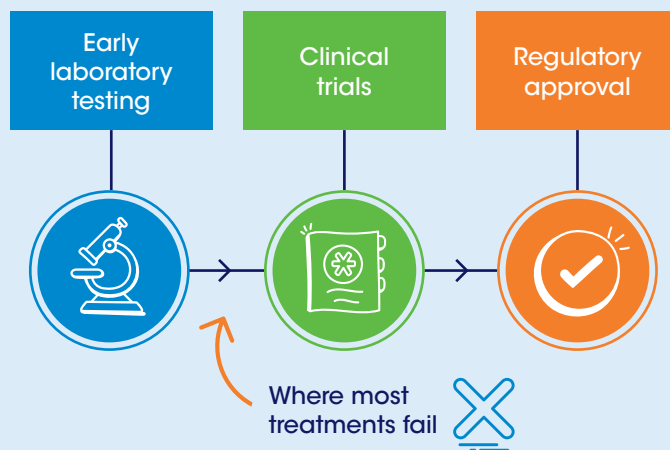 Early
laboratory
testing
Clinical
trials
Regulatory
approval
Where most
treatments fail